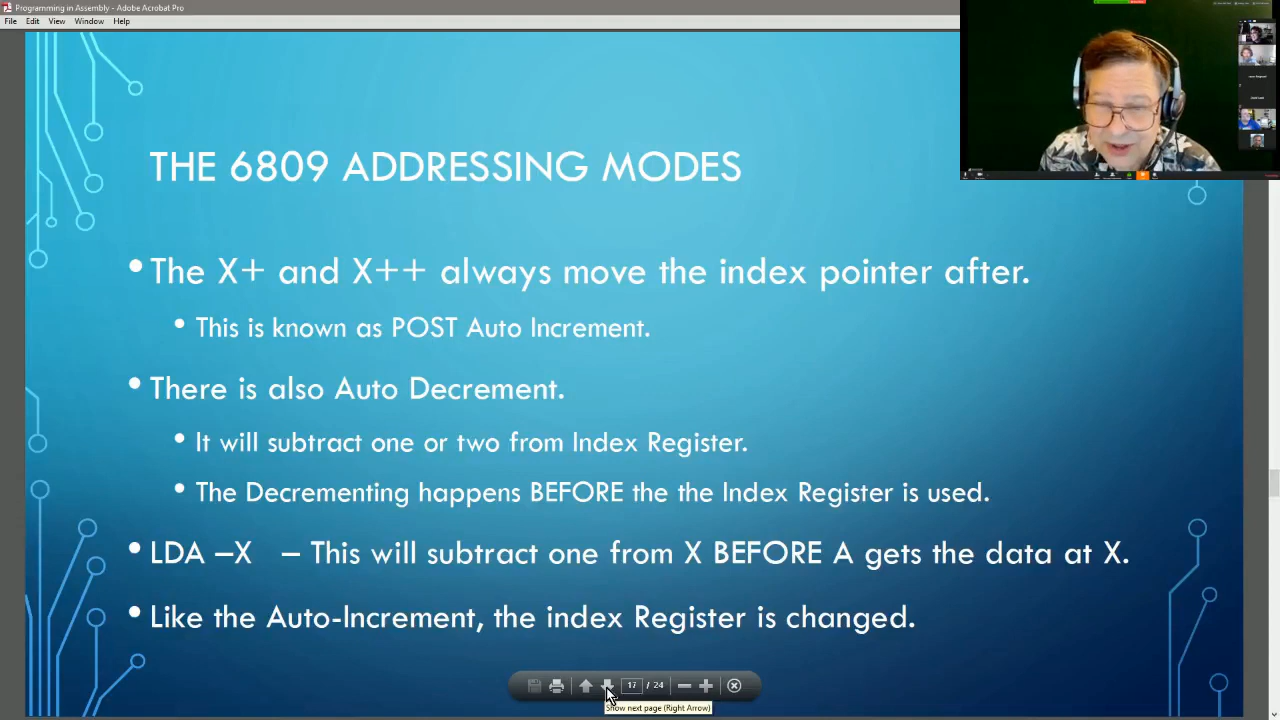 Programming in Assembly - Adobe Acrobat Pro
File Edit View Window Help
THE 6809 ADDRESSING MODES
• The X+ and X++ always move the index pointer after.
• This is known as POST Auto Increment.
• There is also Auto Decrement.
• It will subtract one or two from Index Register.
• The Decrementing happens BEFORE the the Index Register is used.
• LDA –X – This will subtract one from X BEFORE A gets the data at X.
• Like the Auto-Increment, the index Register is changed.
17 / 24
Show next page (Right Arrow)